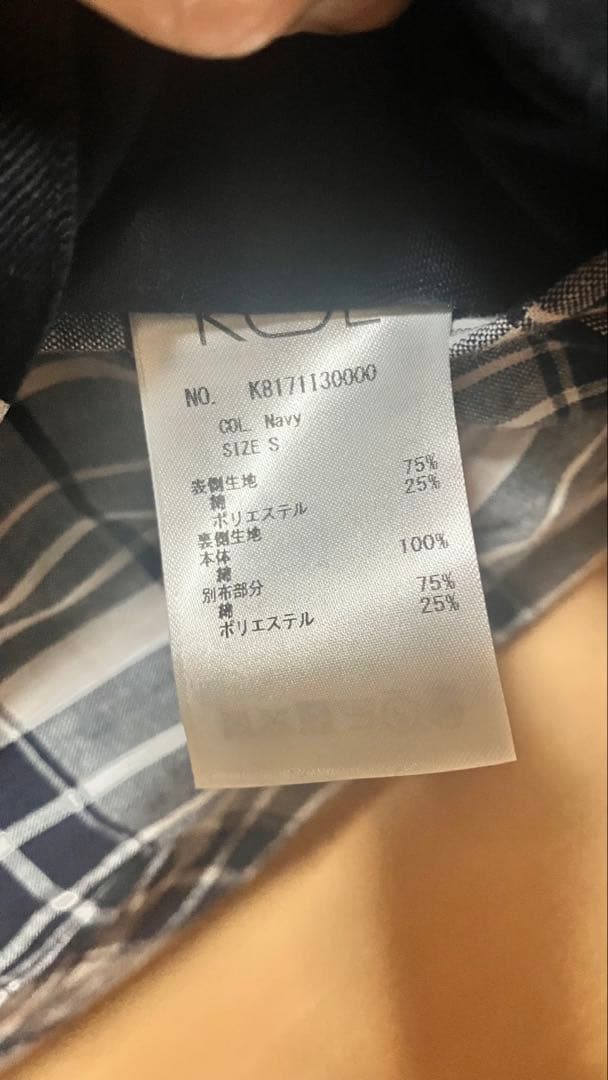 NO. K8171130000
COL. Navy
SIZE S
表側生地
綿 75%
ポリエステル 25%
裏側生地
本体
綿 100%
別布部分
綿 75%
ポリエステル 25%